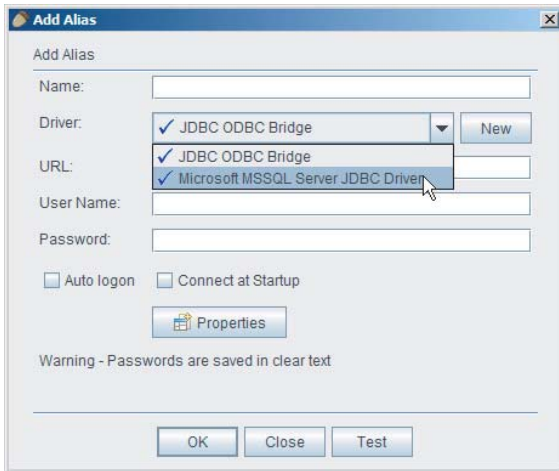 Add Alias
Add Alias
Name:
Driver: JDBC ODBC Bridge New
JDBC ODBC Bridge
URL:
Microsoft MSSQL Server JDBC Driver
User Name:
Password:
Auto logon Connect at Startup
Properties
Warning - Passwords are saved in clear text
OK Close Test